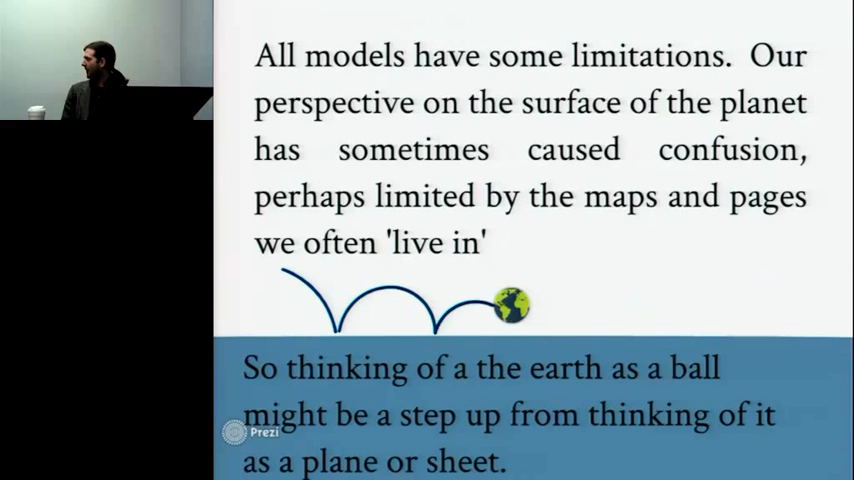 All models have some limitations.  Our
perspective on the surface of the planet
has sometimes caused confusion,
perhaps limited by the maps and pages
we often 'live in'
So thinking of a the earth as a ball
might be a step up from thinking of it
Prezi
as a plane or sheet.